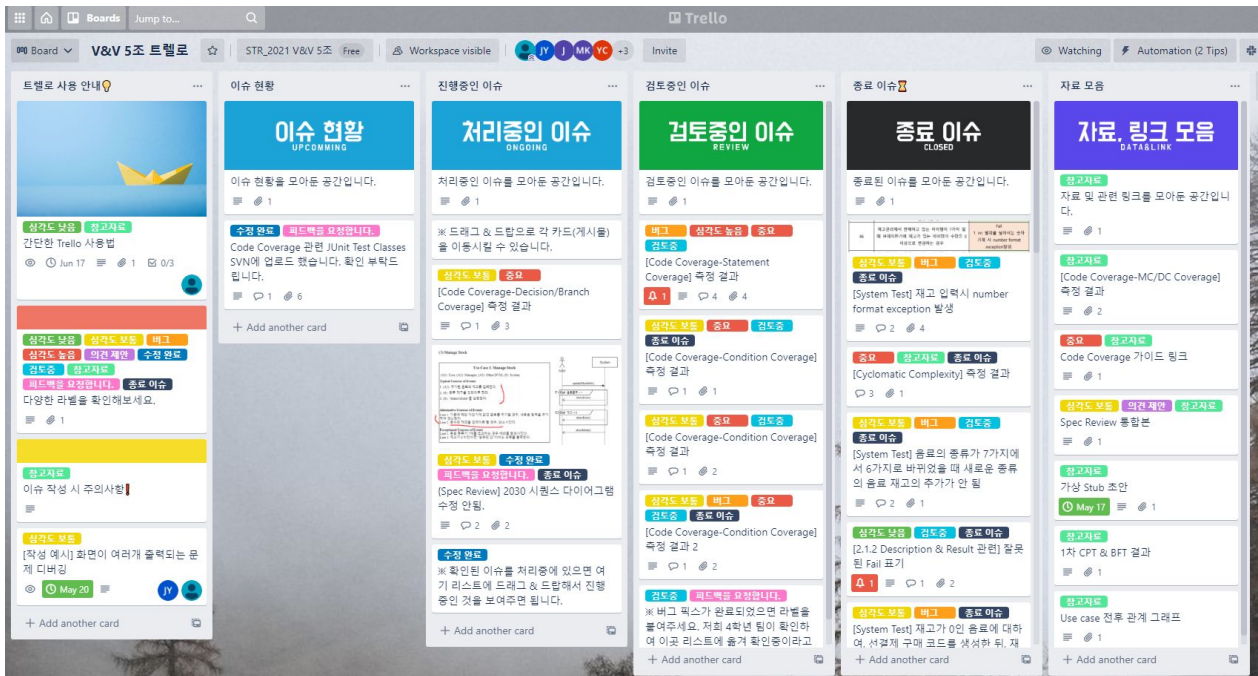 Boards
Jump to...
Trello
Board
V&V 5조 트렐로
STR_2021 V&V 5조 Free
Workspace visible
JY
J
MK
YC
+3
Invite
Watching
Automation (2 Tips)
트렐로 사용 안내
심각도 낮음 참고자료
간단한 Trello 사용법
Jun 17 1 0/3
심각도 낮음 심각도 보통 버그
심각도 높음 의견 제안 수정 완료
검토중 참고자료
피드백을 요청합니다. 종료 이슈
다양한 라벨을 확인해보세요.
1
참고자료
이슈 작성 시 주의사항
심각도 보통
[작성 예시] 화면이 여러개 출력되는 문
제 디버깅
May 20
JY
+ Add another card
이슈 현황
이슈 현황
UPCOMMING
이슈 현황을 모아둔 공간입니다.
1
수정 완료 피드백을 요청합니다.
Code Coverage 관련 JUnit Test Classes
SVN에 업로드 했습니다. 확인 부탁드
립니다.
1 6
+ Add another card
진행중인 이슈
처리중인 이슈
ONGOING
처리중인 이슈를 모아둔 공간입니다.
1
※ 드래그 & 드랍으로 각 카드(게시물)
을 이동시킬 수 있습니다.
심각도 보통 중요
[Code Coverage-Decision/Branch
Coverage] 측정 결과
1 3
심각도 보통 수정 완료
피드백을 요청합니다. 종료 이슈
[Spec Review] 2030 시퀀스 다이어그램
수정 안됨.
2 2
수정 완료
※ 확인된 이슈를 처리중에 있으면 여
기 리스트에 드래그 & 드랍해서 진행
중인 것을 보여주면 됩니다.
+ Add another card
검토중인 이슈
검토중인 이슈
REVIEW
검토중인 이슈를 모아둔 공간입니다.
1
버그 심각도 높음 중요
검토중
[Code Coverage-Statement
Coverage] 측정 결과
1 4 4
심각도 보통 중요 검토중
종료 이슈
[Code Coverage-Condition Coverage]
측정 결과
1 1
심각도 보통 중요 검토중
[Code Coverage-Condition Coverage]
측정 결과
1 2
심각도 보통 버그 중요
검토중 종료 이슈
[Code Coverage-Condition Coverage]
측정 결과 2
1 2
검토중 피드백을 요청합니다.
※ 버그 픽스가 완료되었으면 라벨을
붙여주세요. 저희 4학년 팀이 확인하
여 이곳 리스트에 옮겨 확인중이라고
+ Add another card
종료 이슈
종료 이슈
CLOSED
종료된 이슈를 모아둔 공간입니다.
1
심각도 보통 버그 검토중
종료 이슈
[System Test] 재고 입력시 number
format exception 발생
2 4
중요 참고자료 종료 이슈
[Cyclomatic Complexity] 측정 결과
3 1
심각도 보통 버그 검토중
종료 이슈
[System Test] 음료의 종류가 7가지에
서 6가지로 바뀌었을 때 새로운 종류
의 음료 재고의 추가가 안 됨
2 1
심각도 낮음 검토중 종료 이슈
[2.1.2 Description & Result 관련] 잘못
된 Fail 표기
1 1 2
심각도 보통 버그 종료 이슈
[System Test] 재고가 0인 음료에 대하
여, 선결제 구매 코드를 생성한 뒤, 재
+ Add another card
자료 모음
자료, 링크 모음
DATA&LINK
참고자료
자료 및 관련 링크를 모아둔 공간입니
다.
1
참고자료
[Code Coverage-MC/DC Coverage]
측정 결과
2
중요 참고자료
Code Coverage 가이드 링크
1
심각도 보통 의견 제안 참고자료
Spec Review 통합본
1
참고자료
가상 Stub 초안
May 17 1
참고자료
1차 CPT & BFT 결과
1
참고자료
Use case 전후 관계 그래프
1
+ Add another card